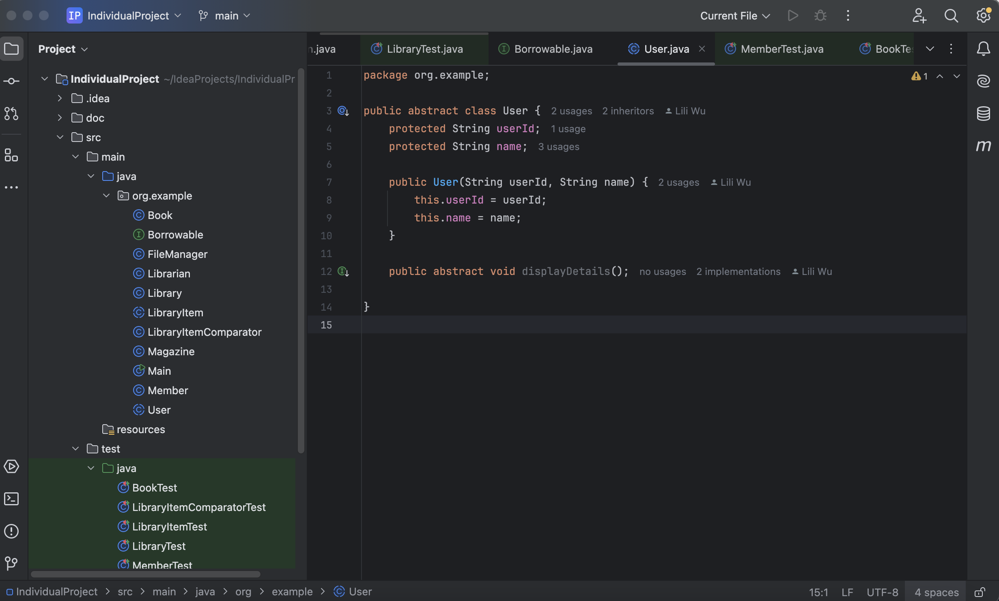 IP IndividualProject main Current File
Project
IndividualProject ~/IdeaProjects/IndividualPr
.idea
doc
src
main
java
org.example
Book
Borrowable
FileManager
Librarian
Library
LibraryItem
LibraryItemComparator
Magazine
Main
Member
User
resources
test
java
BookTest
LibraryItemComparatorTest
LibraryItemTest
LibraryTest
MemberTest
n.java LibraryTest.java Borrowable.java User.java MemberTest.java BookTes
1 package org.example; 1
2
3 public abstract class User { 2 usages 2 inheritors Lili Wu
4 protected String userId; 1 usage
5 protected String name; 3 usages
6
7 public User(String userId, String name) { 2 usages Lili Wu
8 this.userId = userId;
9 this.name = name;
10 }
11
12 public abstract void displayDetails(); no usages 2 implementations Lili Wu
13
14 }
15
m
IndividualProject > src > main > java > org > example > User 15:1 LF UTF-8 4 spaces